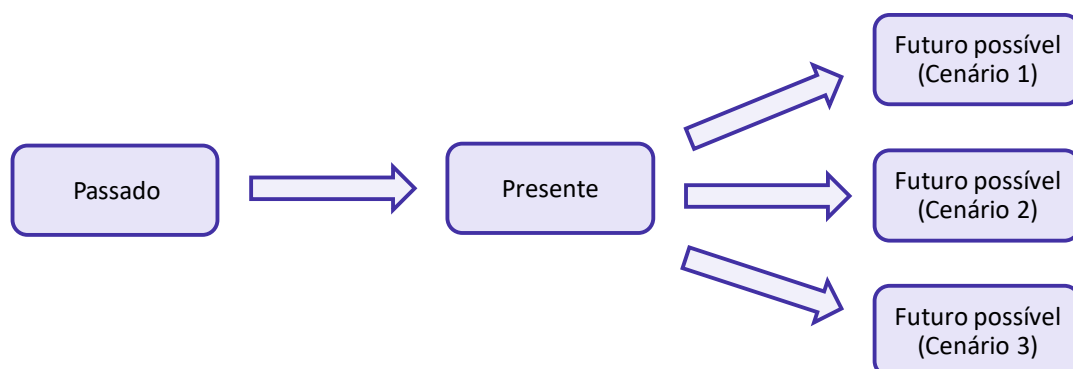 Passado
Presente
Futuro possível
(Cenário 1)
Futuro possível
(Cenário 2)
Futuro possível
(Cenário 3)